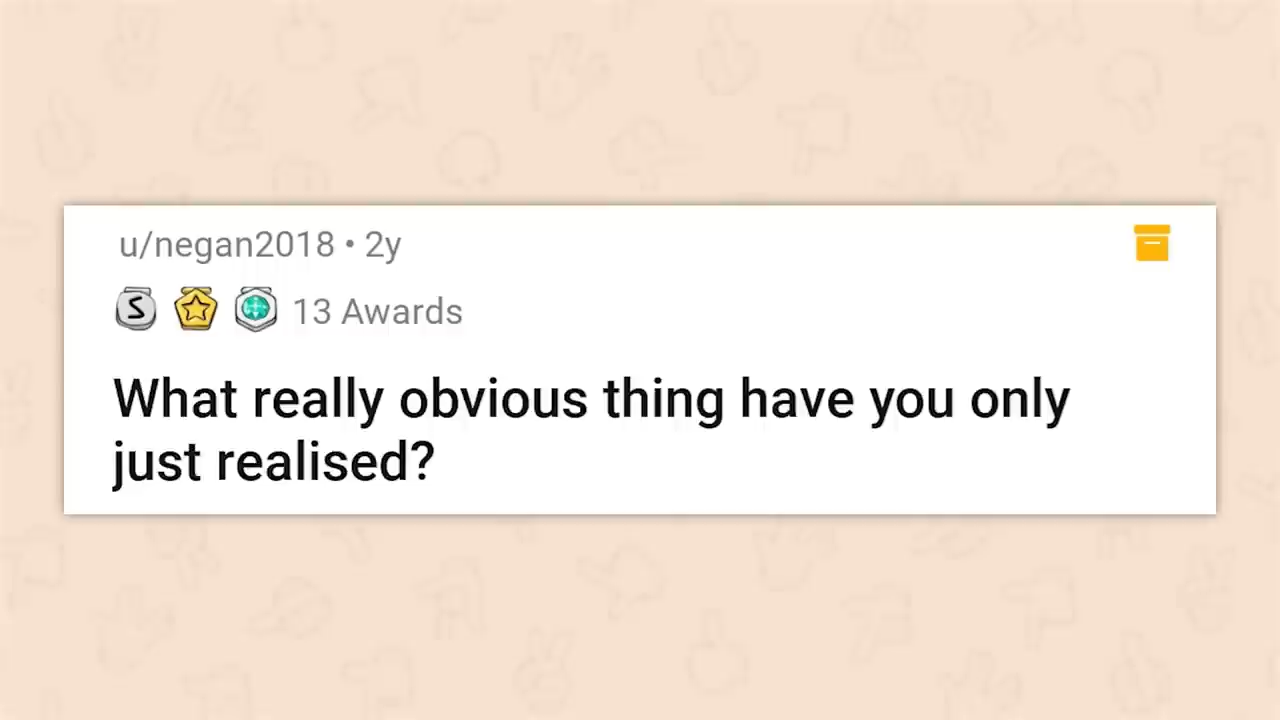 u/negan2018 • 2y
13 Awards
What really obvious thing have you only
just realised?